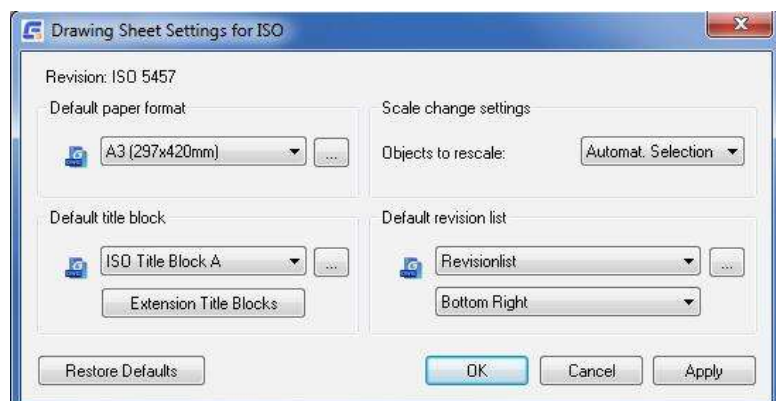 Drawing Sheet Settings for ISO
Revision: ISO 5457
Default paper format
A3 (297x420mm)
...
Scale change settings
Objects to rescale:
Automat. Selection
Default title block
ISO Title Block A
...
Extension Title Blocks
Default revision list
Revisionlist
...
Bottom Right
Restore Defaults
OK
Cancel
Apply